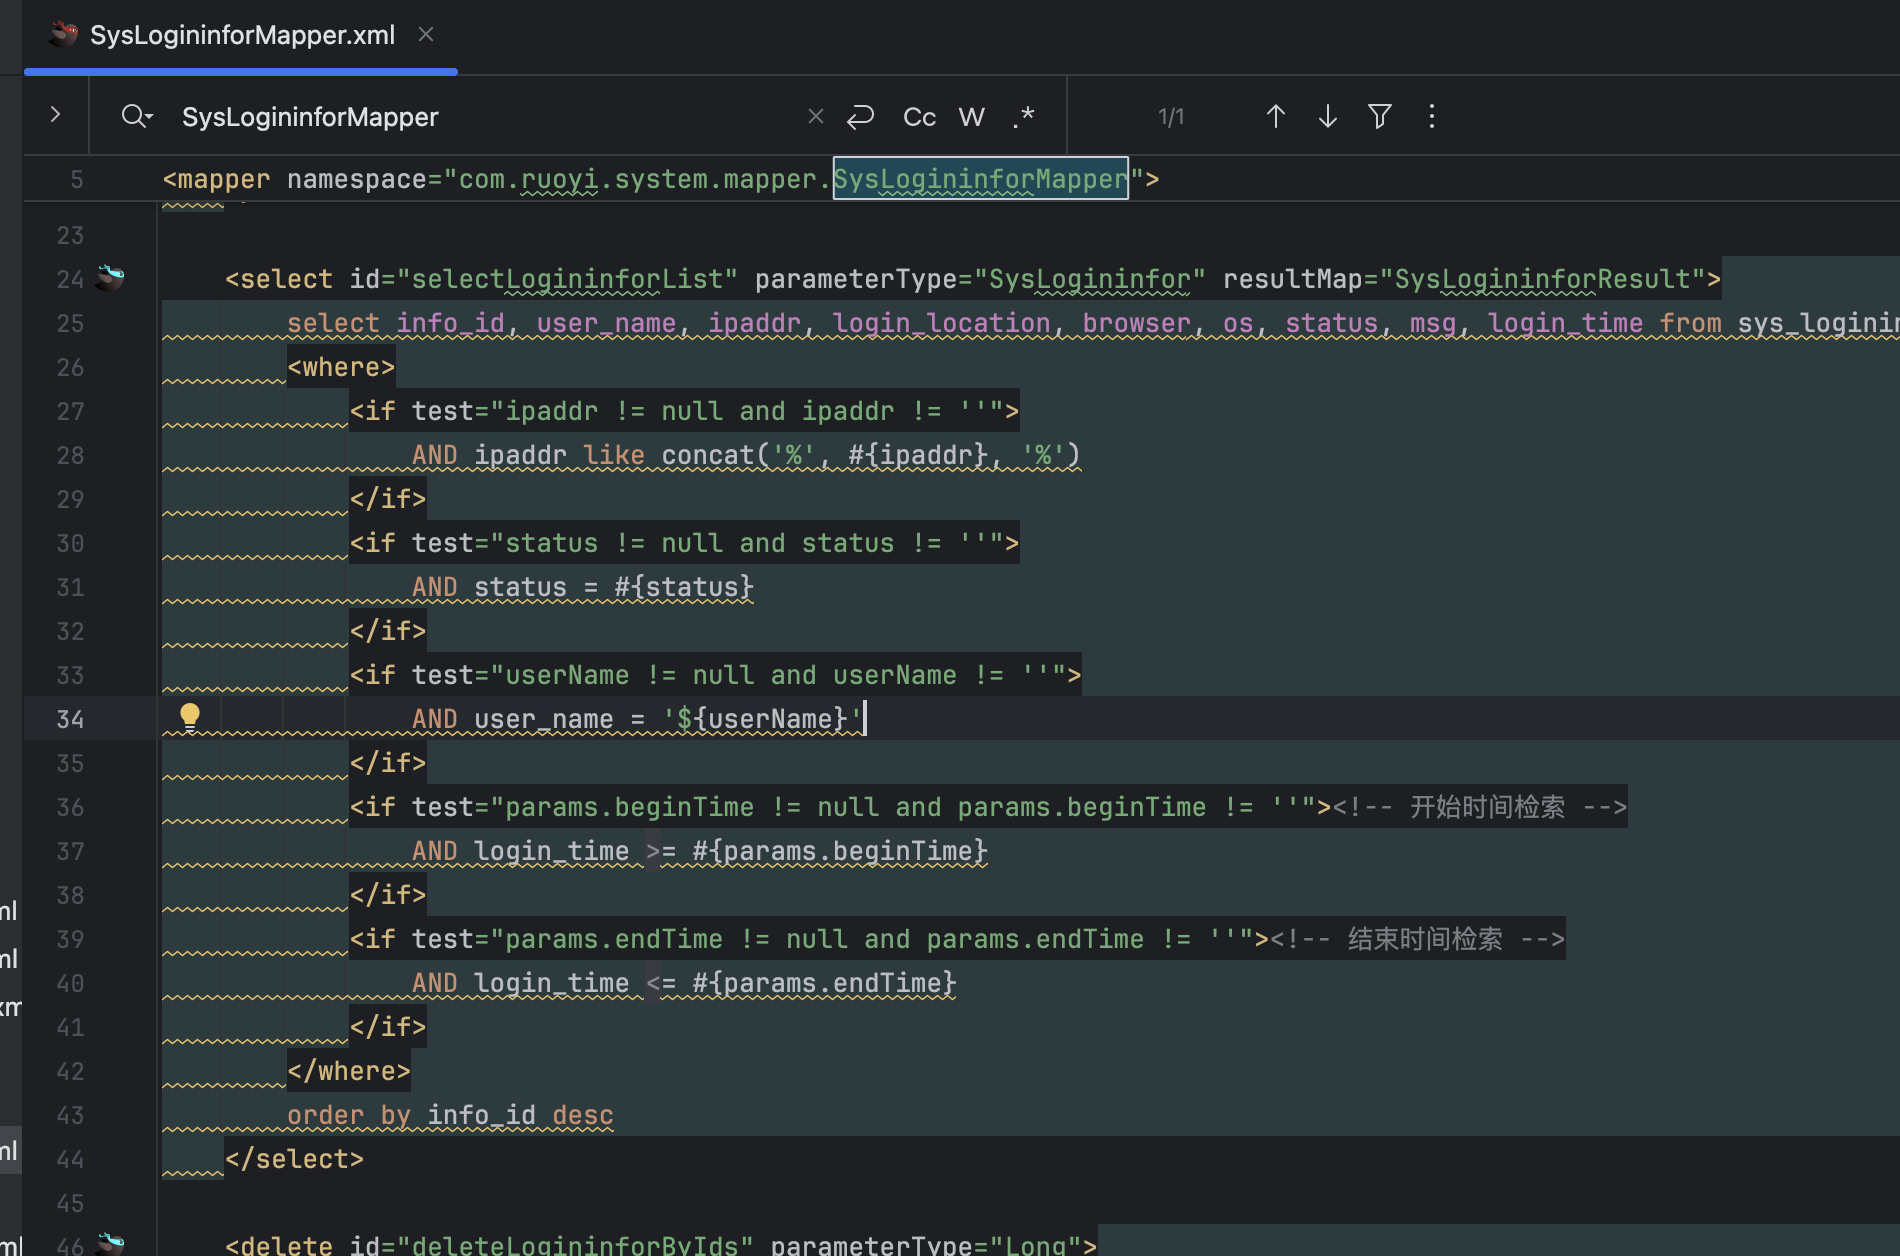 SysLogininforMapper.xml
SysLogininforMapper Cc W .* 1/1
5 <mapper namespace="com.ruoyi.system.mapper.SysLogininforMapper">
23
24 <select id="selectLogininforList" parameterType="SysLogininfor" resultMap="SysLogininforResult">
25 select info_id, user_name, ipaddr, login_location, browser, os, status, msg, login_time from sys_loginin
26 <where>
27 <if test="ipaddr != null and ipaddr != ''">
28 AND ipaddr like concat('%', #{ipaddr}, '%')
29 </if>
30 <if test="status != null and status != ''">
31 AND status = #{status}
32 </if>
33 <if test="userName != null and userName != ''">
34 AND user_name = '${userName}'
35 </if>
36 <if test="params.beginTime != null and params.beginTime != ''"><!-- 开始时间检索 -->
37 AND login_time >= #{params.beginTime}
38 </if>
ml
39 <if test="params.endTime != null and params.endTime != ''"><!-- 结束时间检索 -->
ml
40 AND login_time <= #{params.endTime}
xm
41 </if>
42 </where>
43 order by info_id desc
44 </select>
ml
45
46 <delete id="deleteLogininforByIds" parameterType="Long">
ml